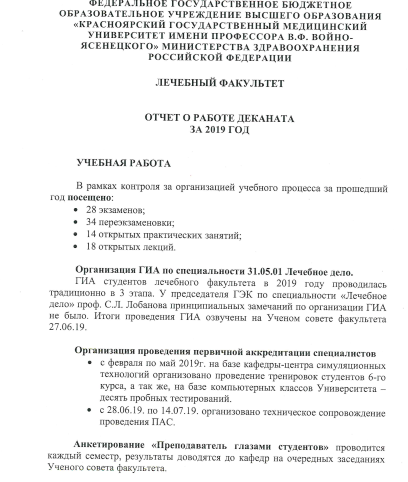 ФЕДЕРАЛЬНОЕ ГОСУДАРСТВЕННОЕ БЮДЖЕТНОЕ
ОБРАЗОВАТЕЛЬНОЕ УЧРЕЖДЕНИЕ ВЫСШЕГО ОБРАЗОВАНИЯ
«КРАСНОЯРСКИЙ ГОСУДАРСТВЕННЫЙ МЕДИЦИНСКИЙ
УНИВЕРСИТЕТ ИМЕНИ ПРОФЕССОРА В.Ф. ВОЙНО-
ЯСЕНЕЦКОГО» МИНИСТЕРСТВА ЗДРАВООХРАНЕНИЯ
РОССИЙСКОЙ ФЕДЕРАЦИИ
ЛЕЧЕБНЫЙ ФАКУЛЬТЕТ
ОТЧЕТ О РАБОТЕ ДЕКАНАТА
ЗА 2019 ГОД
УЧЕБНАЯ РАБОТА
В рамках контроля за организацией учебного процесса за прошедший
год посещено:
• 28 экзаменов;
• 34 переэкзаменовки;
• 14 открытых практических занятий;
• 18 открытых лекций.
Организация ГИА по специальности 31.05.01 Лечебное дело.
ГИА студентов лечебного факультета в 2019 году проводилась
традиционно в 3 этапа. У председателя ГЭК по специальности «Лечебное
дело» проф. С.Л. Лобанова принципиальных замечаний по организации ГИА
не было. Итоги проведения ГИА озвучены на Ученом совете факультета
27.06.19.
Организация проведения первичной аккредитации специалистов
• с февраля по май 2019г. на базе кафедры-центра симуляционных
технологий организовано проведение тренировок студентов 6-го
курса, а так же, на базе компьютерных классов Университета –
десять пробных тестирований.
• с 28.06.19. по 14.07.19. организовано техническое сопровождение
проведения ПАС.
Анкетирование «Преподаватель глазами студентов» проводится
каждый семестр, результаты доводятся до кафедр на очередных заседаниях
Ученого совета факультета.